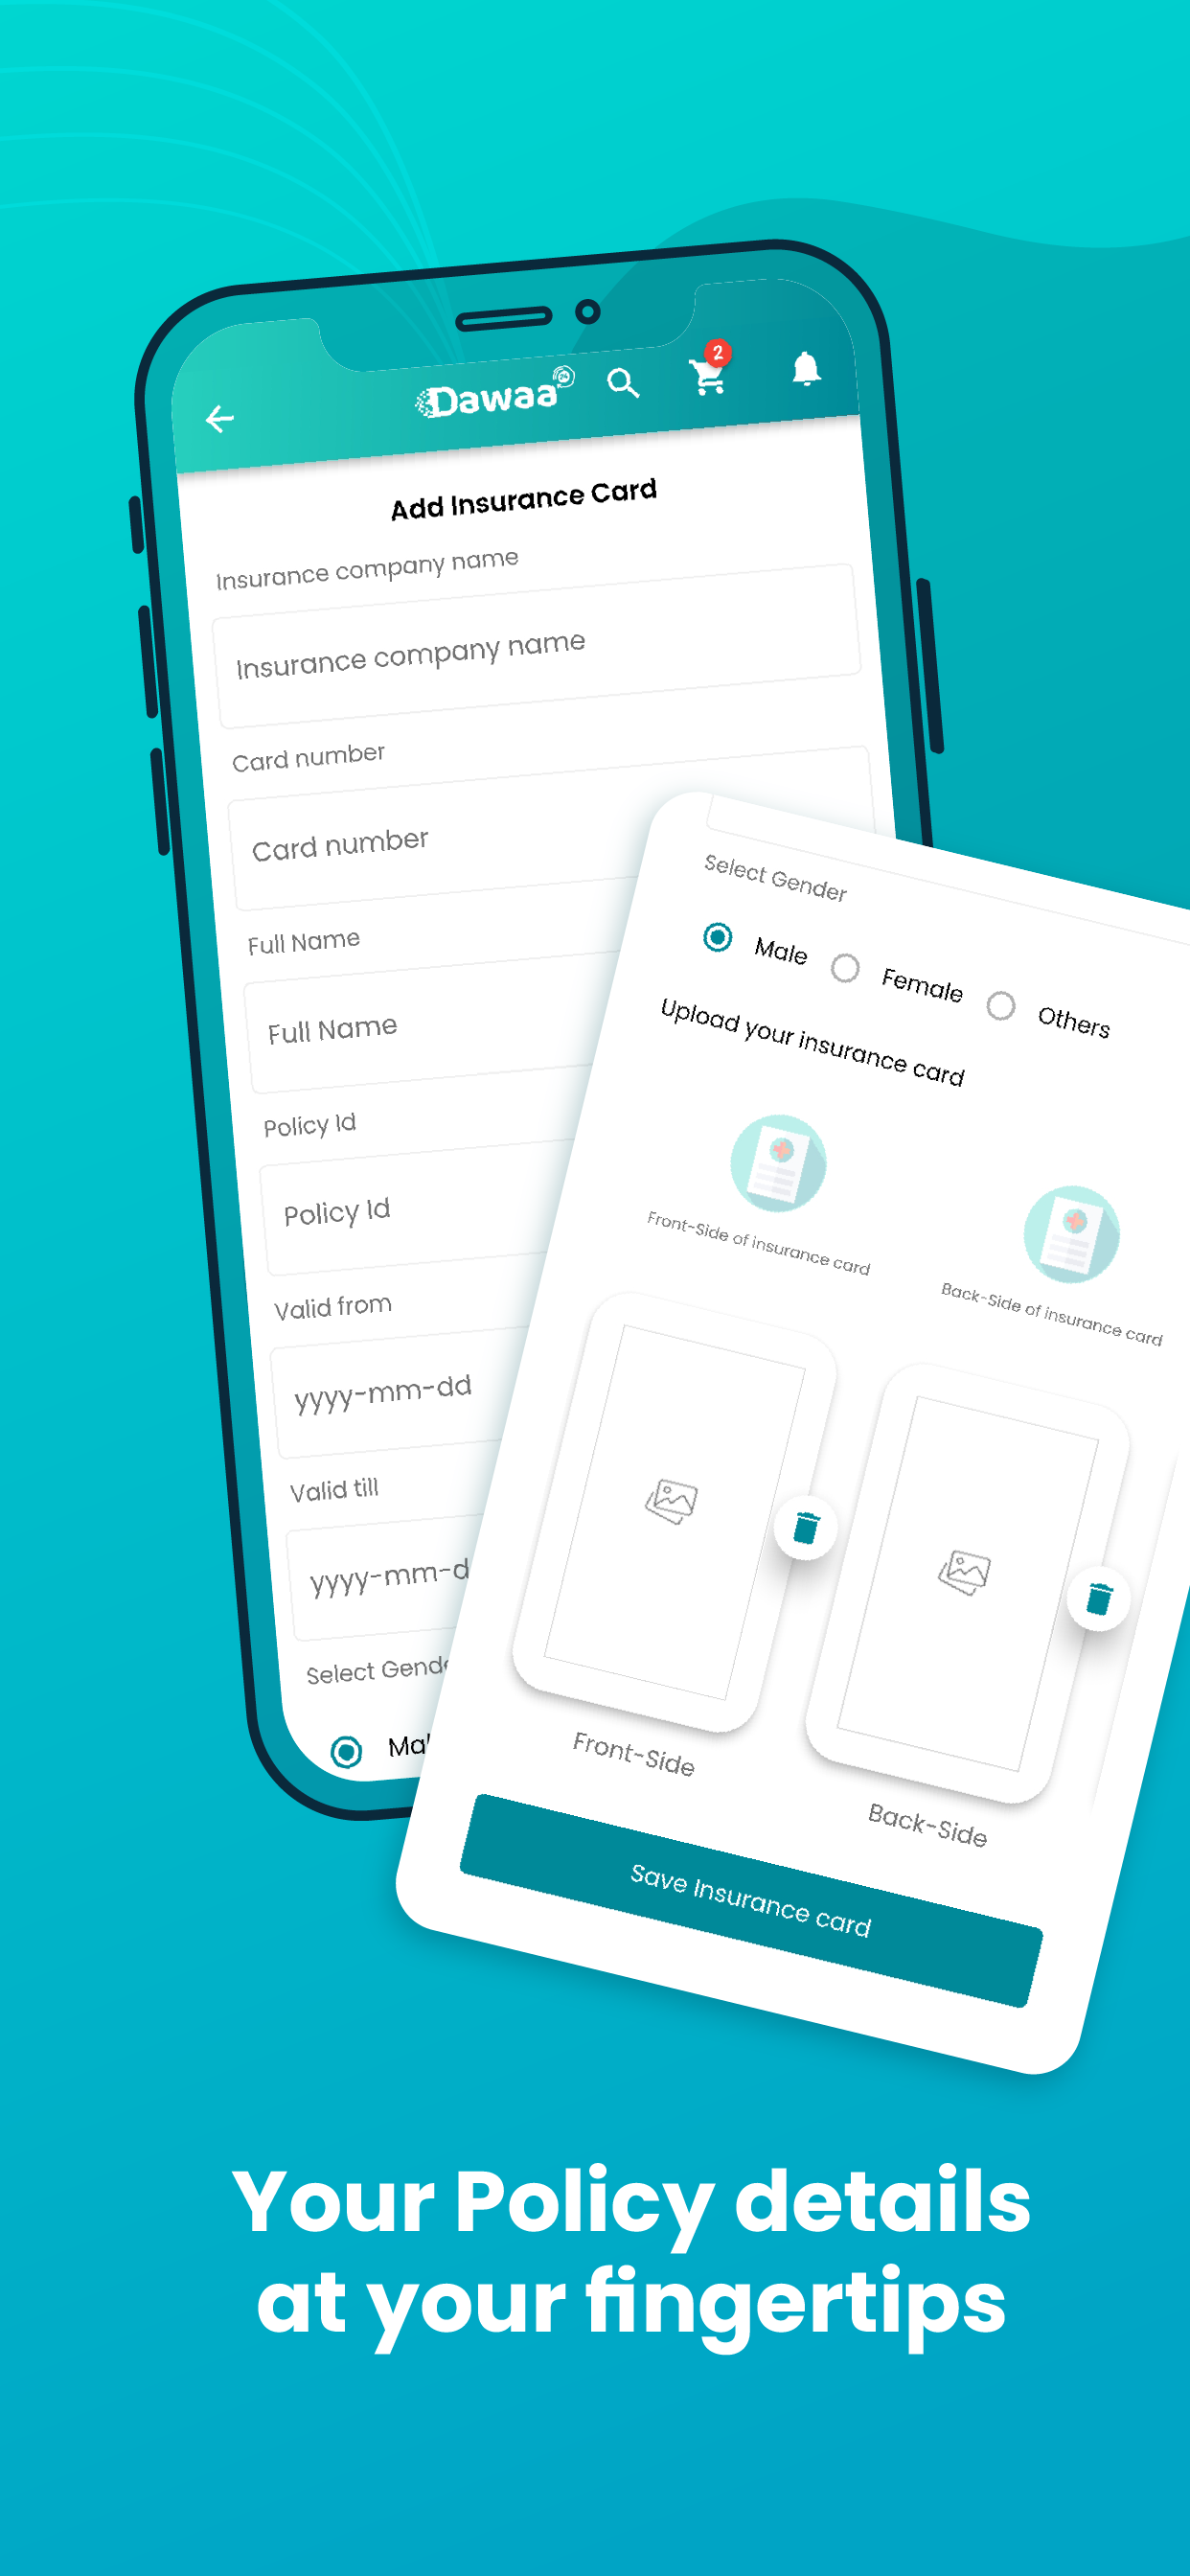 Dawaa
24
2
Add Insurance Card
Insurance company name
Insurance company name
Card number
Card number
Full Name
Full Name
Policy Id
Policy Id
Valid from
yyyy-mm-dd
Valid till
yyyy-mm-d
Select Gende
Mal
Select Gender
Male Female Others
Upload your insurance card
Front-Side of insurance card
Back-Side of insurance card
Front-Side
Back-Side
Save Insurance card
Your Policy details
at your fingertips